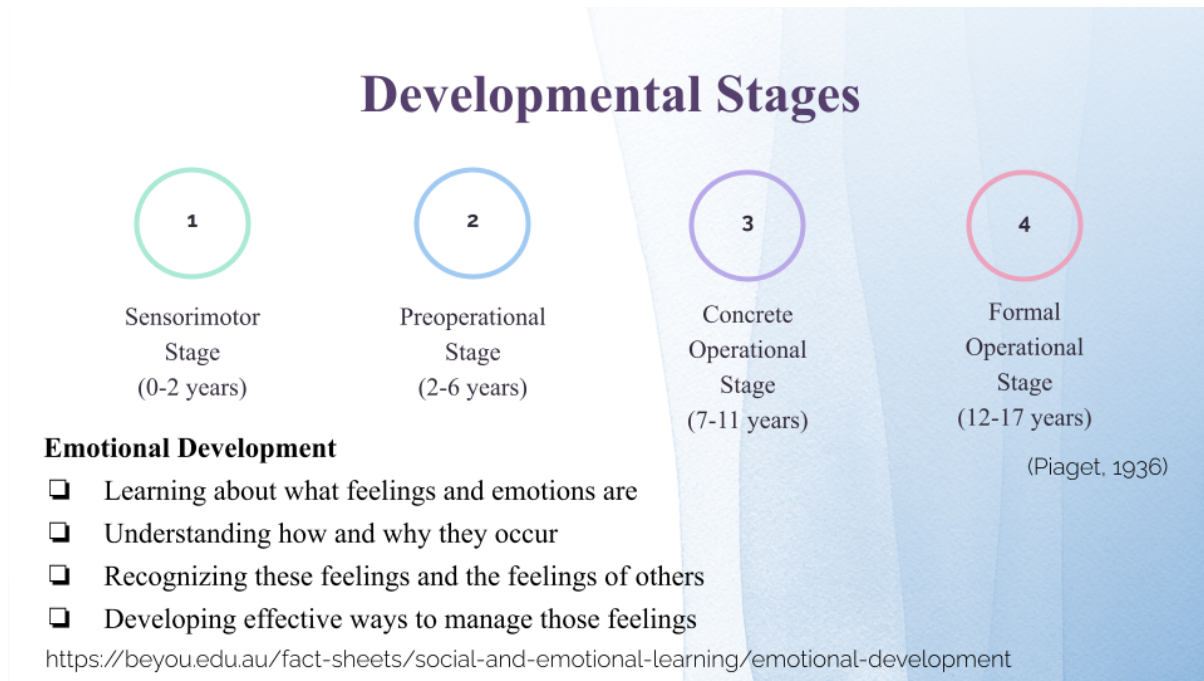 Developmental Stages
1
2
3
4
Sensorimotor
Stage
(0-2 years)
Preoperational
Stage
(2-6 years)
Concrete
Operational
Stage
(7-11 years)
Formal
Operational
Stage
(12-17 years)
(Piaget, 1936)
Emotional Development
❏ Learning about what feelings and emotions are
❏ Understanding how and why they occur
❏ Recognizing these feelings and the feelings of others
❏ Developing effective ways to manage those feelings
https://beyou.edu.au/fact-sheets/social-and-emotional-learning/emotional-development